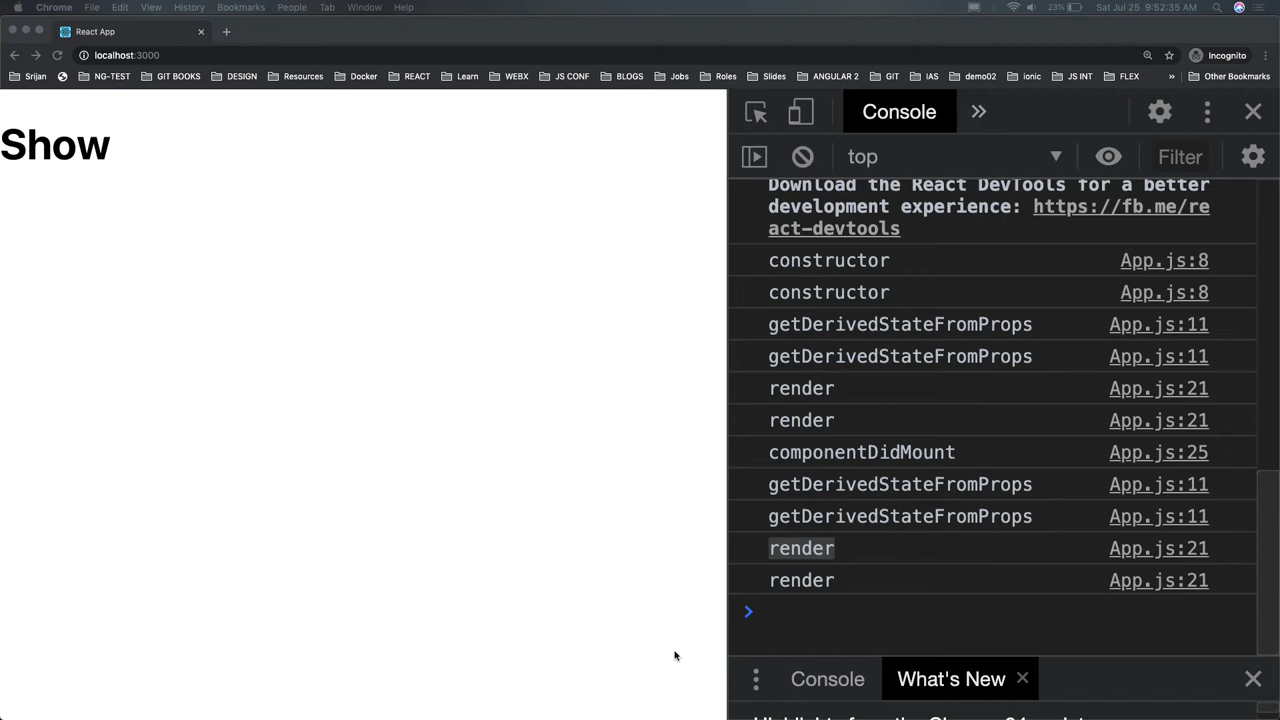 Chrome File Edit View History Bookmarks People Tab Window Help 23% Sat Jul 25 9:52:35 AM
React App
localhost:3000 Incognito
Srijan NG-TEST GIT BOOKS DESIGN Resources Docker REACT Learn WEBX JS CONF BLOGS Jobs Roles Slides ANGULAR 2 GIT IAS demo02 ionic JS INT FLEX » Other Bookmarks
Show
Console »
top Filter
Download the React DevTools for a better
development experience: https://fb.me/re
act-devtools
constructor App.js:8
constructor App.js:8
getDerivedStateFromProps App.js:11
getDerivedStateFromProps App.js:11
render App.js:21
render App.js:21
componentDidMount App.js:25
getDerivedStateFromProps App.js:11
getDerivedStateFromProps App.js:11
render App.js:21
render App.js:21
Console What's New